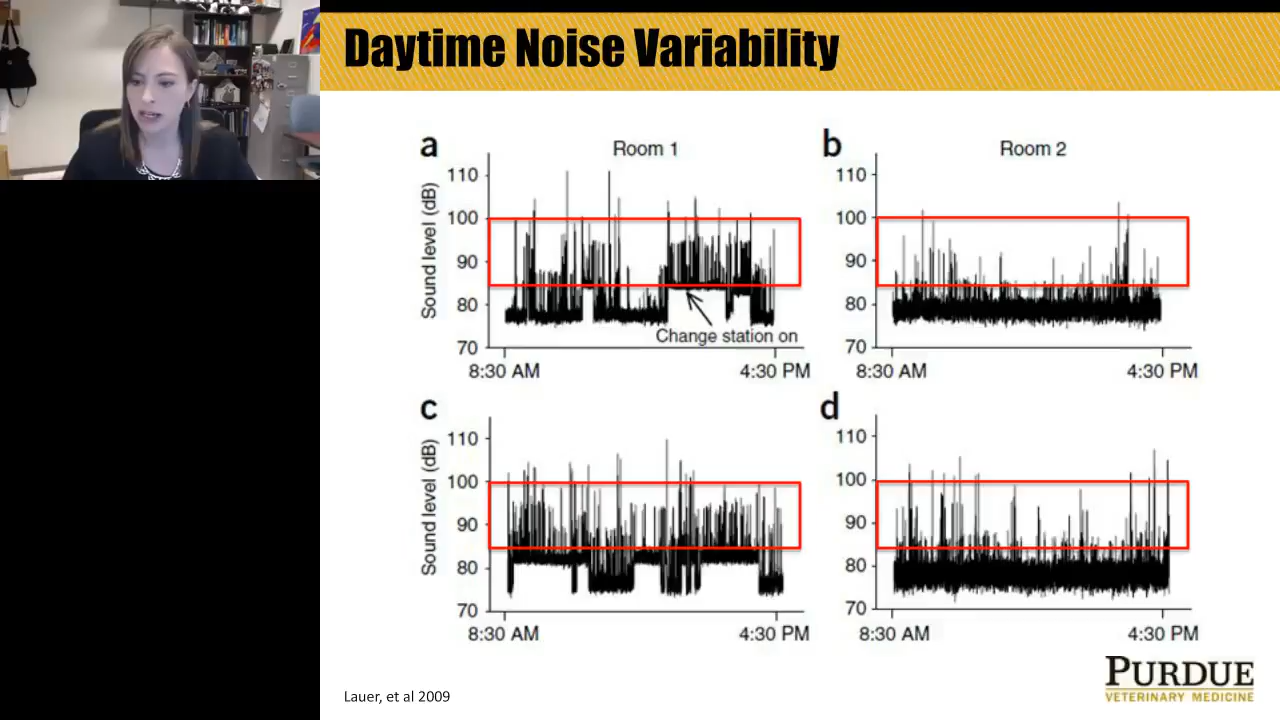 Daytime Noise Variability
a
Room 1
Sound level (dB)
110
100
90
80
70
Change station on
8:30 AM
4:30 PM
b
Room 2
110
100
90
80
70
8:30 AM
4:30 PM
c
Sound level (dB)
110
100
90
80
70
8:30 AM
4:30 PM
d
110
100
90
80
70
8:30 AM
4:30 PM
Lauer, et al 2009
PURDUE
VETERINARY MEDICINE